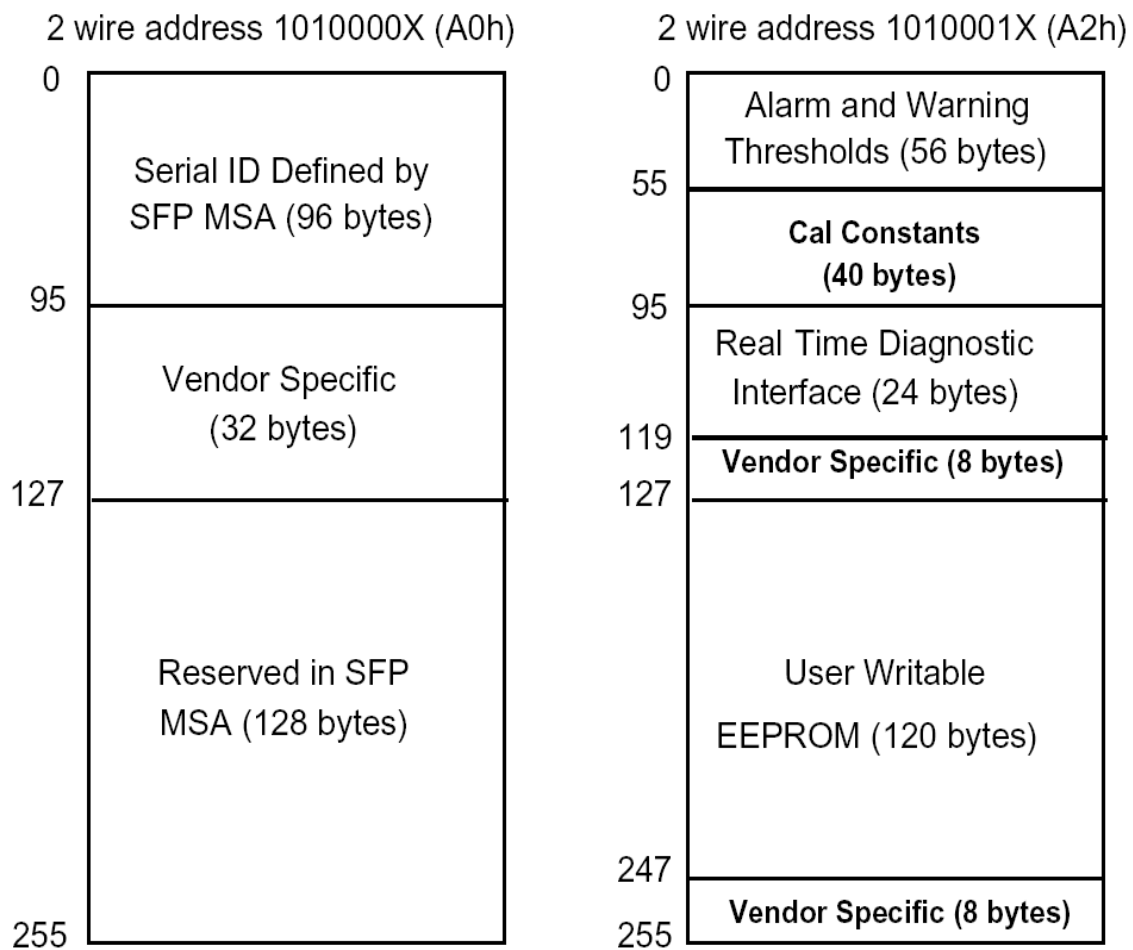 2 wire address 1010000X (A0h)
0
Serial ID Defined by
SFP MSA (96 bytes)
95
Vendor Specific
(32 bytes)
127
Reserved in SFP
MSA (128 bytes)
255
2 wire address 1010001X (A2h)
0
Alarm and Warning
Thresholds (56 bytes)
55
Cal Constants
(40 bytes)
95
Real Time Diagnostic
Interface (24 bytes)
119
Vendor Specific (8 bytes)
127
User Writable
EEPROM (120 bytes)
247
Vendor Specific (8 bytes)
255